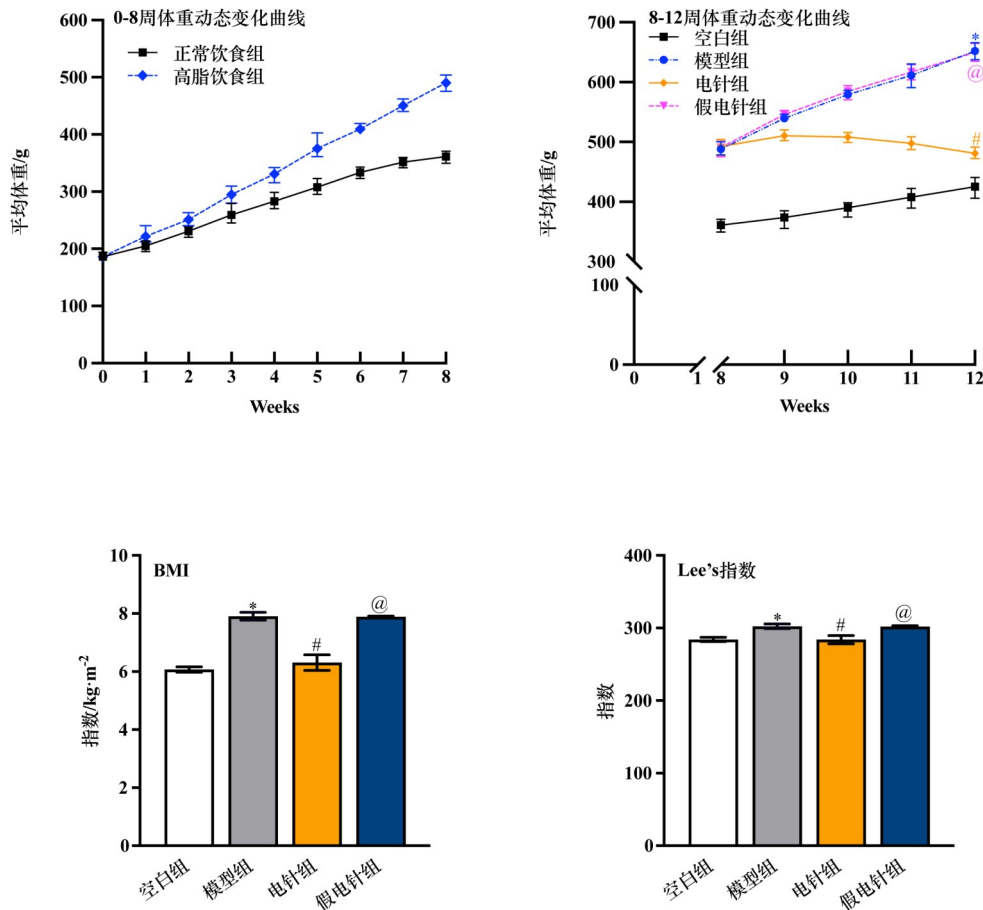 0-8周体重动态变化曲线
正常饮食组
高脂饮食组
平均体重/g
600
500
400
300
200
100
0
0 1 2 3 4 5 6 7 8
Weeks
8-12周体重动态变化曲线
空白组
模型组
电针组
假电针组
平均体重/g
700
600
500
400
300
100
0
*
@
#
0 1 8 9 10 11 12
Weeks
BMI
指数/kg·m-2
10
8
6
4
2
0
* # @
空白组 模型组 电针组 假电针组
Lee's指数
指数
400
300
200
100
0
* # @
空白组 模型组 电针组 假电针组